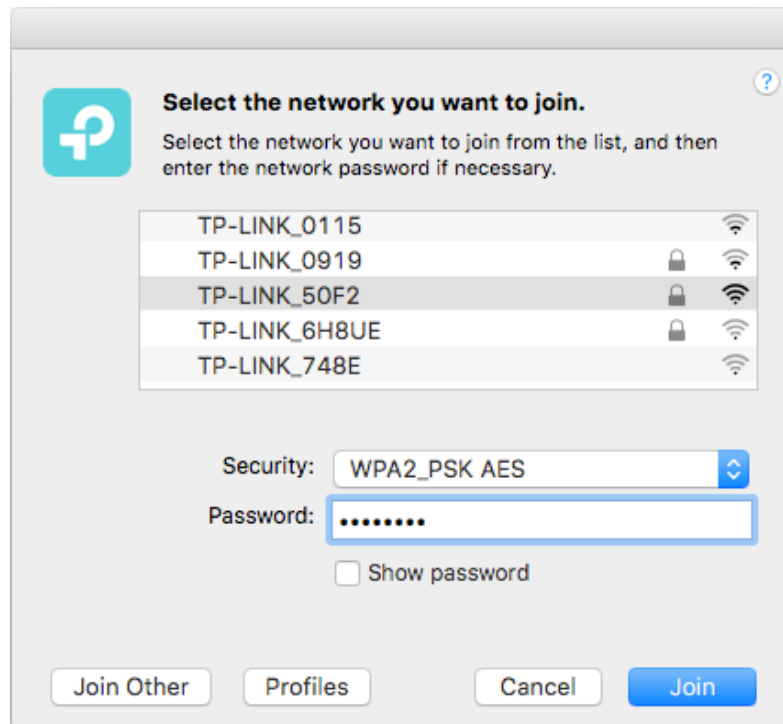 ?
Select the network you want to join.
Select the network you want to join from the list, and then
enter the network password if necessary.
TP-LINK_0115
TP-LINK_0919
TP-LINK_50F2
TP-LINK_6H8UE
TP-LINK_748E
Security: WPA2_PSK AES
Password: ••••••••
Show password
Join Other Profiles Cancel Join